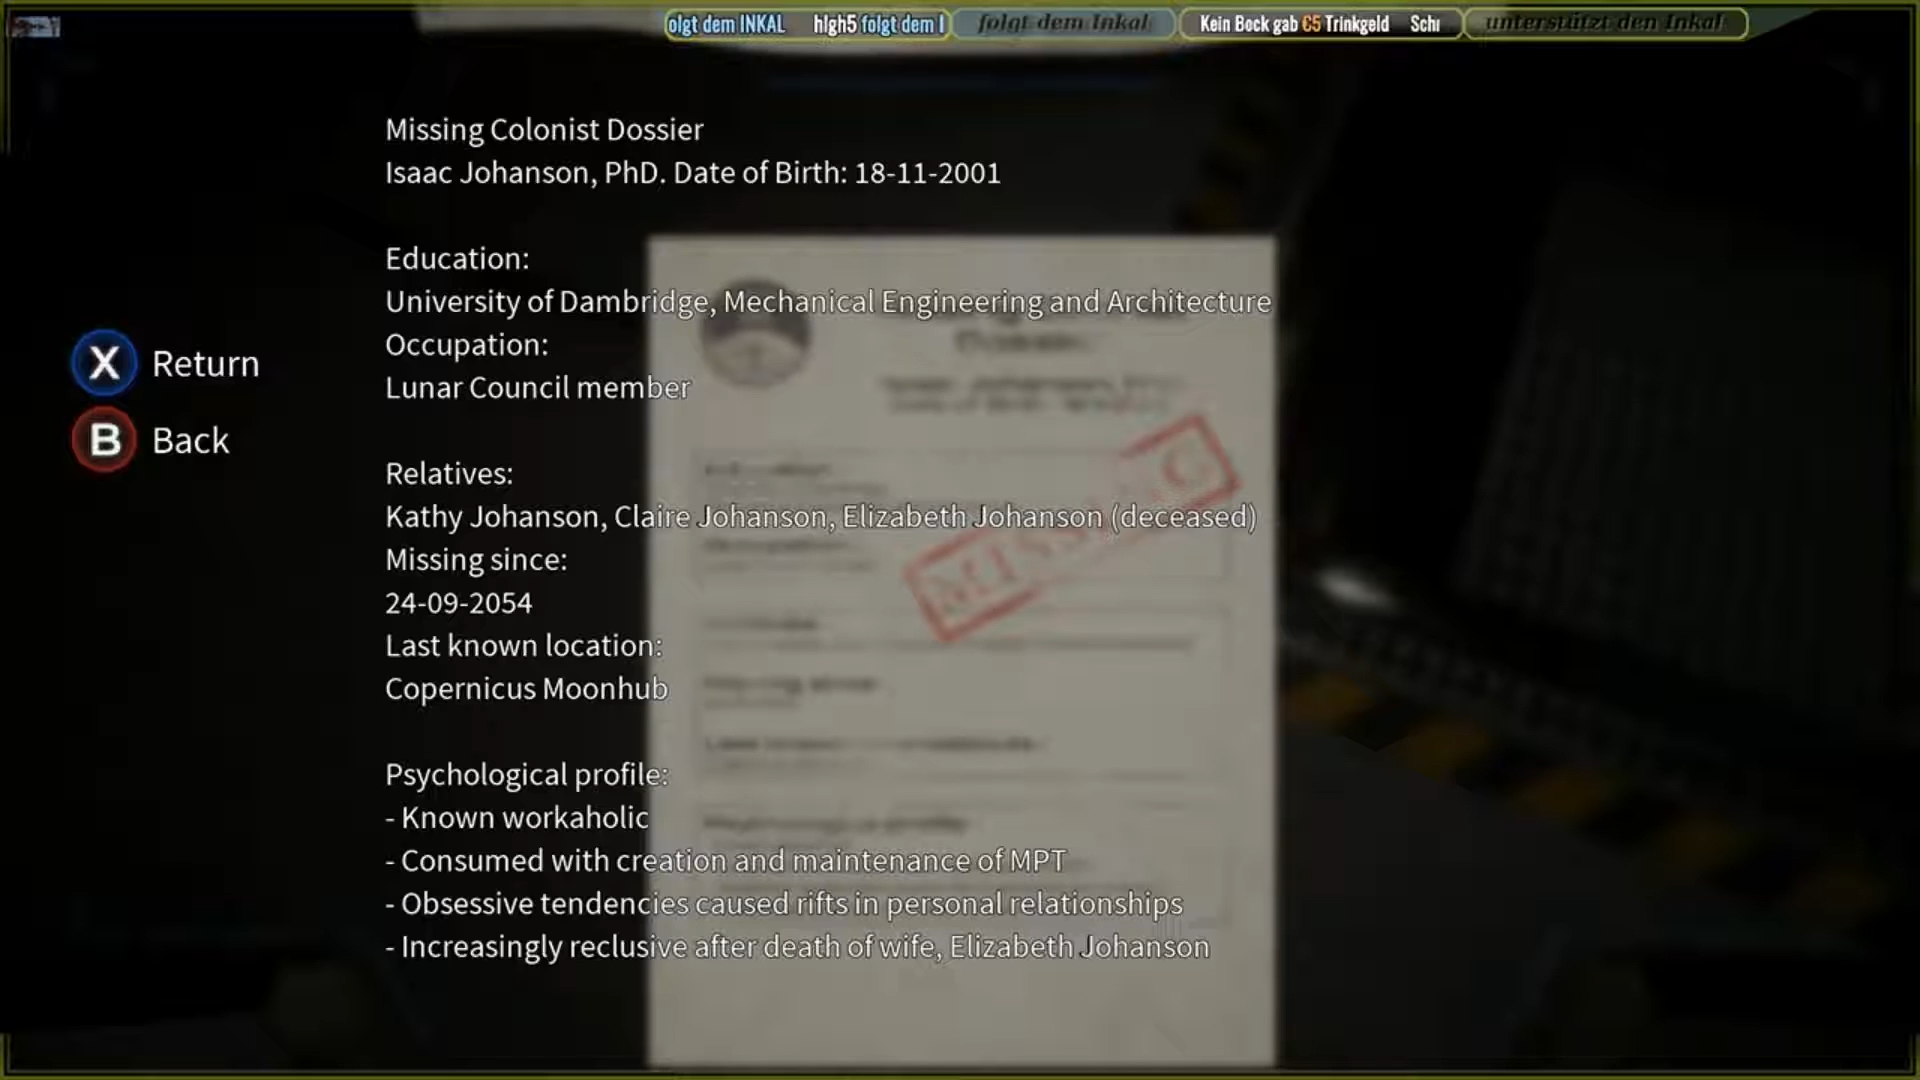 olgt dem INKAL hIgh5 folgt dem I
folgt dem Inkal
Kein Bock gab €5 Trinkgeld Schr
unterstützt den Inkal
Missing Colonist Dossier
Isaac Johanson, PhD. Date of Birth: 18-11-2001
Education:
University of Dambridge, Mechanical Engineering and Architecture
Occupation:
Lunar Council member
X Return
B Back
Relatives:
Kathy Johanson, Claire Johanson, Elizabeth Johanson (deceased)
MISSING
Missing since:
24-09-2054
Last known location:
Copernicus Moonhub
Psychological profile:
- Known workaholic
- Consumed with creation and maintenance of MPT
- Obsessive tendencies caused rifts in personal relationships
- Increasingly reclusive after death of wife, Elizabeth Johanson